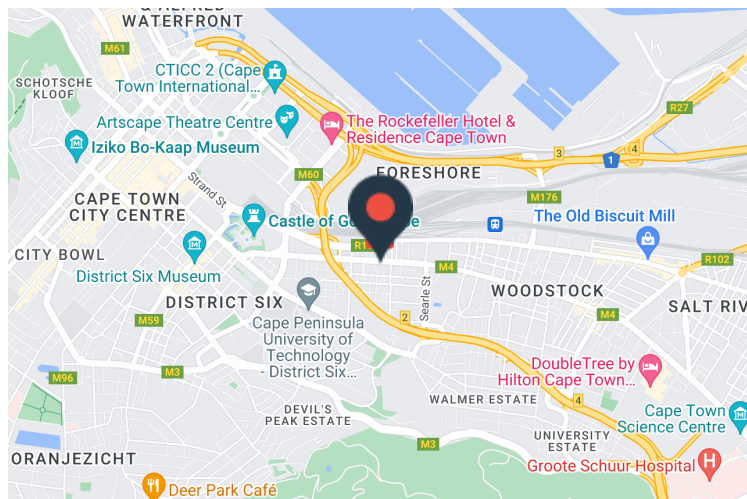 & ALFRED
WATERFRONT
M61
CTICC 2 (Cape
Town International...
SCHOTSCHE
KLOOF
R27
Artscape Theatre Centre
The Rockefeller Hotel &
Residence Cape Town
Iziko Bo-Kaap Museum
3
4
1
M60
FORESHORE
Strand St
M176
CAPE TOWN
CITY CENTRE
Castle of
The Old Biscuit Mill
CITY BOWL
M4
R102
District Six Museum
Searle St
WOODSTOCK
DISTRICT SIX
SALT RIV
M59
2
M4
Cape Peninsula
University of
Technology
- District Six...
M3
M96
DoubleTree by
Hilton Cape Town...
4
WALMER ESTATE
DEVIL'S
PEAK ESTATE
Cape Town
Science Centre
M3
UNIVERSITY
ESTATE
ORANJEZICHT
Groote Schuur Hospital
H
Deer Park Café